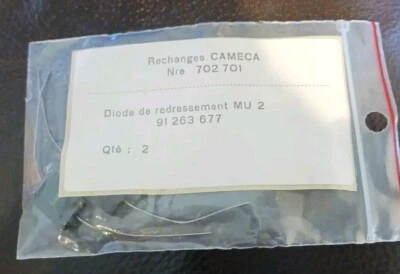 Rechanges CAMECA
Nre 702 701
Diode de redressement MU 2
91 263 677
Qté : 2